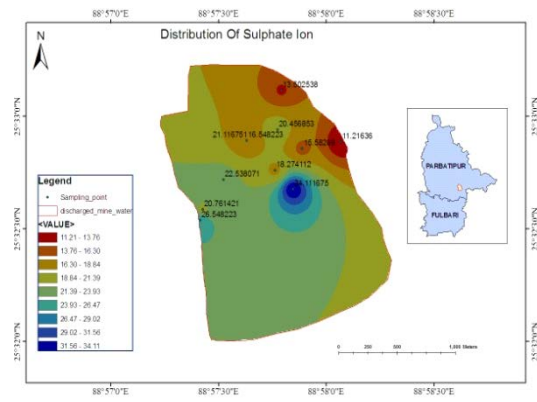 88°57'0"E 88°57'30"E 88°58'0"E 88°58'30"E
Distribution Of Sulphate Ion
N
25°33'0"N 25°33'0"N
25°32'30"N 25°32'30"N
25°32'0"N 25°32'0"N
13.802538
20.456853
11.21636
21.116751
16.548223
18.274112
22.538071
34.111675
20.761421
26.548223
PARBATIPUR
FULBARI
Legend
Sampling_point
discharged_mine_water
<VALUE>
11.21 - 13.76
13.76 - 16.30
16.30 - 18.84
18.84 - 21.39
21.39 - 23.93
23.93 - 26.47
26.47 - 29.02
29.02 - 31.56
31.56 - 34.11
0 250 500 1,000 Meters
88°57'0"E 88°57'30"E 88°58'0"E 88°58'30"E